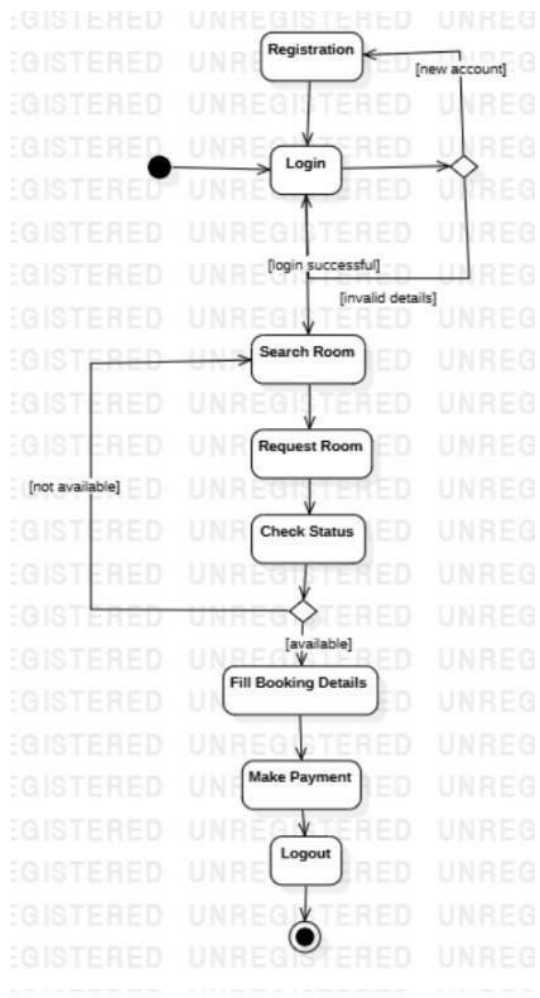 Registration
[new account]
Login
[login successful]
[invalid details]
Search Room
Request Room
[not available]
Check Status
[available]
Fill Booking Details
Make Payment
Logout
UNREGISTERED